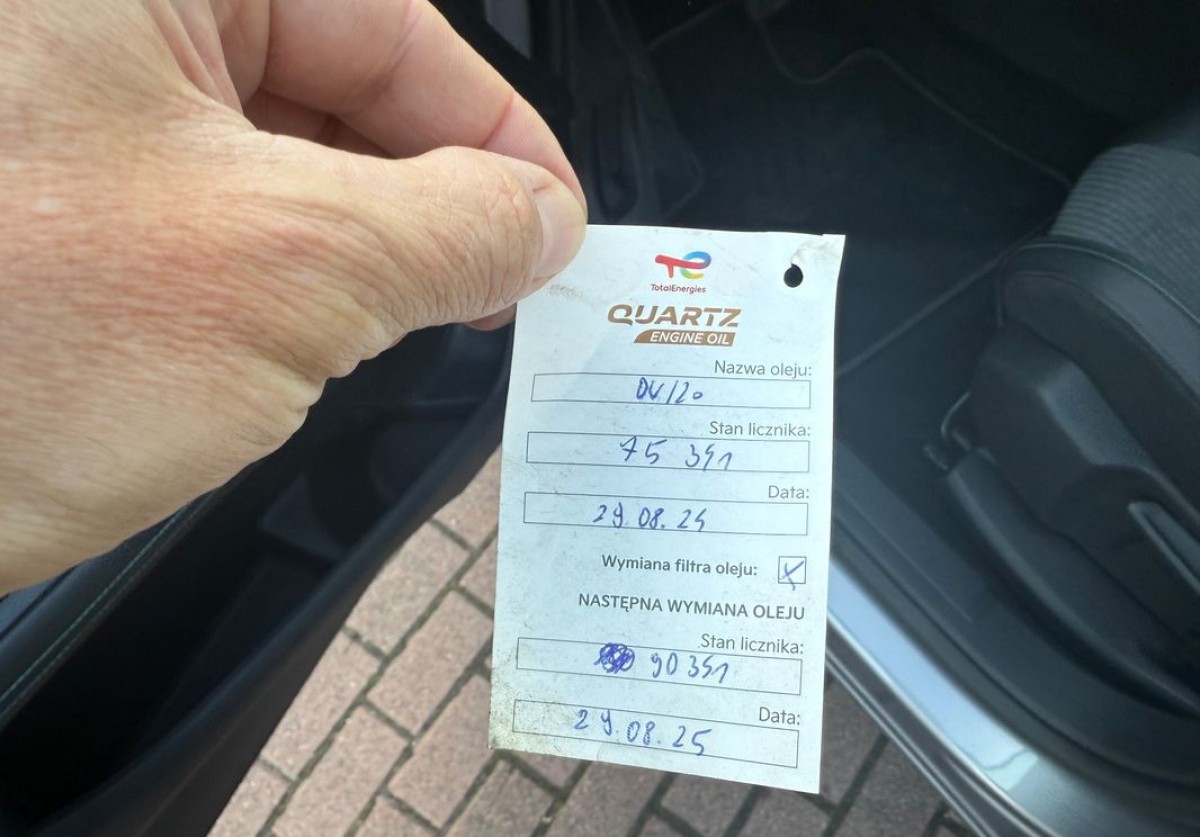 TotalEnergies
QUARTZ
ENGINE OIL
Nazwa oleju:
0W/20
Stan licznika:
75 391
Data:
29.08.24
Wymiana filtra oleju: X
NASTĘPNA WYMIANA OLEJU
Stan licznika:
90 391
Data:
29.08.25